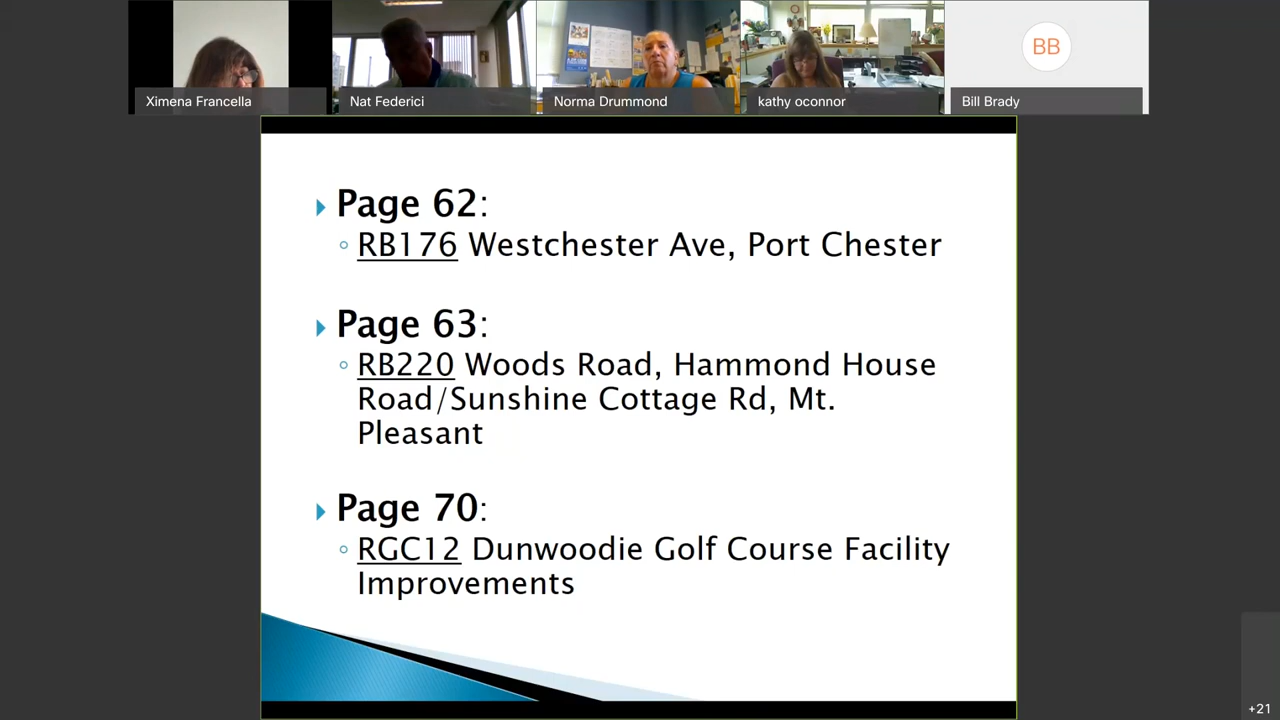 BB
Ximena Francella
Nat Federici
Norma Drummond
kathy oconnor
Bill Brady
Page 62:
RB176 Westchester Ave, Port Chester
Page 63:
RB220 Woods Road, Hammond House
Road/Sunshine Cottage Rd, Mt.
Pleasant
Page 70:
RGC12 Dunwoodie Golf Course Facility
Improvements
+21